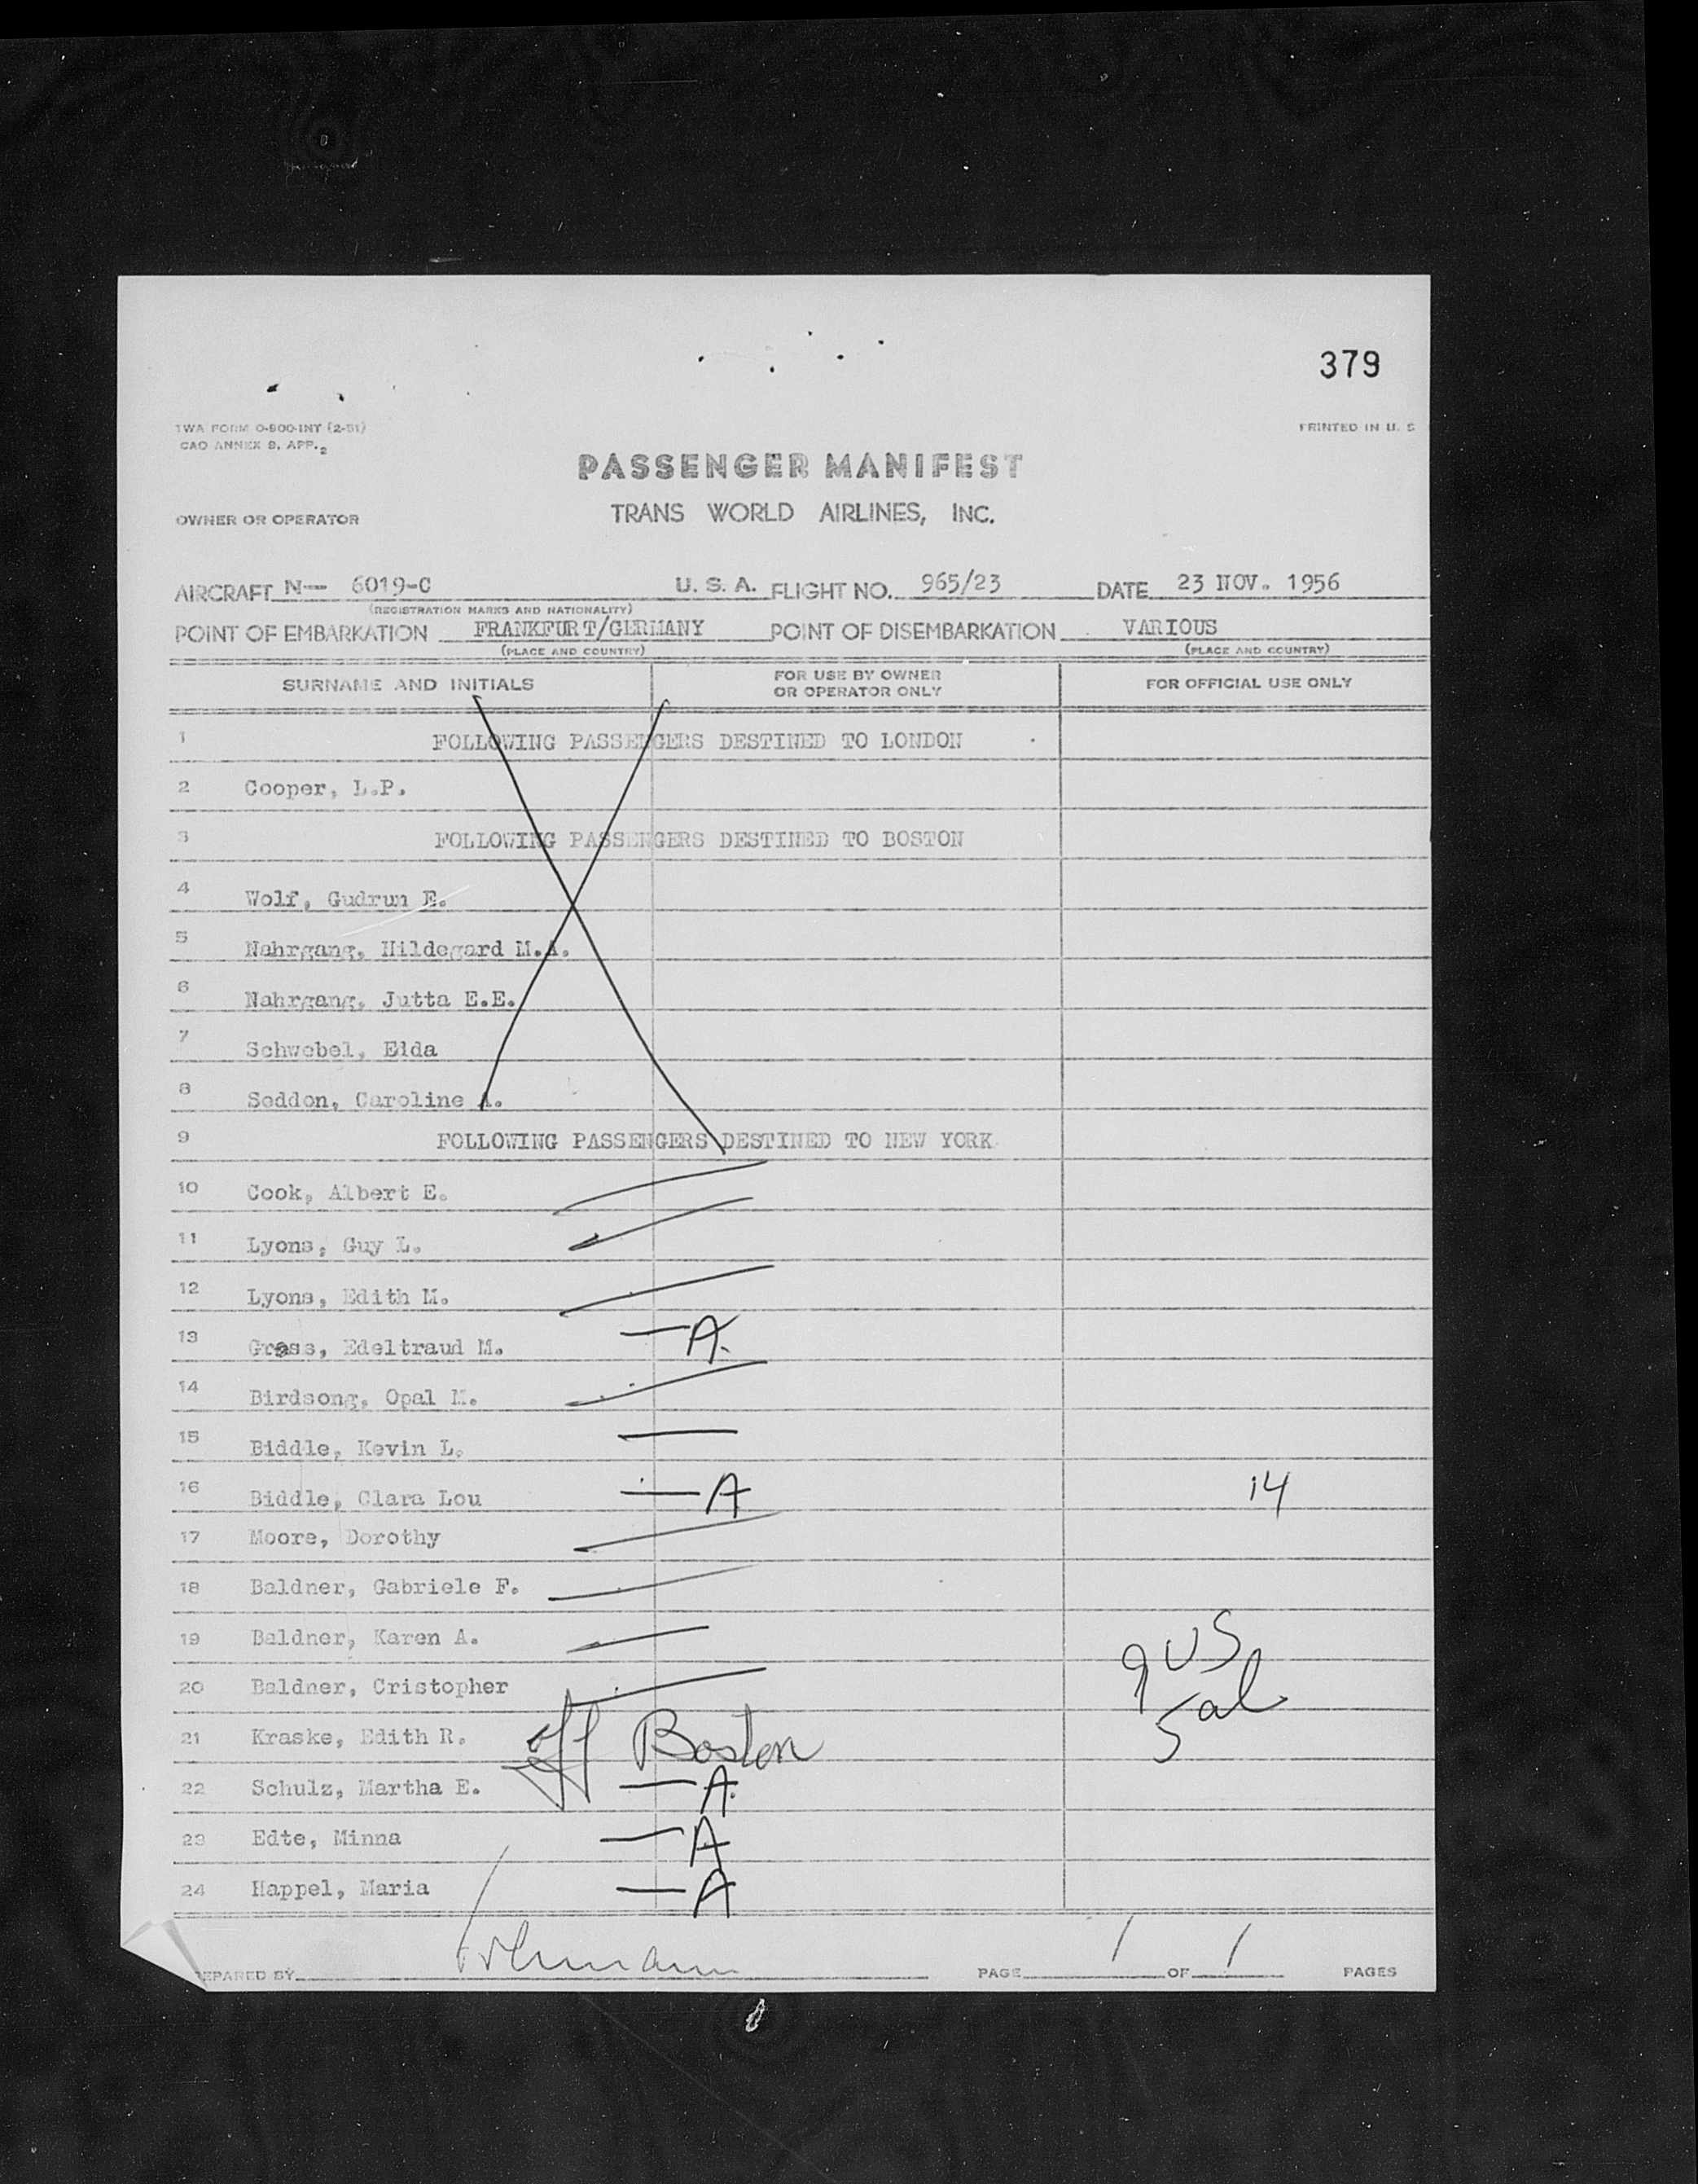 379
TWA FORM O-800-INT (2-51)
CAO ANNEX 9, APP. 2
PRINTED IN U. S
PASSENGER MANIFEST
OWNER OR OPERATOR TRANS WORLD AIRLINES, INC.
AIRCRAFT N— 6019-C U. S. A. FLIGHT NO. 965/23 DATE 23 NOV. 1956
(REGISTRATION MARKS AND NATIONALITY)
POINT OF EMBARKATION FRANKFURT/GERMANY POINT OF DISEMBARKATION VARIOUS
(PLACE AND COUNTRY) (PLACE AND COUNTRY)
SURNAME AND INITIALS FOR USE BY OWNER OR OPERATOR ONLY FOR OFFICIAL USE ONLY
1 FOLLOWING PASSENGERS DESTINED TO LONDON
2 Cooper, L.P.
3 FOLLOWING PASSENGERS DESTINED TO BOSTON
4 Wolf, Gudrun E.
5 Nahrgang, Hildegard M.A.
6 Nahrgang, Jutta E.E.
7 Schwebel, Elda
8 Seddon, Caroline A.
9 FOLLOWING PASSENGERS DESTINED TO NEW YORK
10 Cook, Albert E.
11 Lyons, Guy L.
12 Lyons, Edith M.
13 Gress, Edeltraud M. —A.
14 Birdsong, Opal M.
15 Biddle, Kevin L. —
16 Biddle, Clara Lou —A 14
17 Moore, Dorothy
18 Baldner, Gabriele F.
19 Baldner, Karen A. 9 US
20 Baldner, Cristopher 5 al
21 Kraske, Edith R. off Boston
22 Schulz, Martha E. —A.
23 Edte, Minna —A
24 Happel, Maria —A
EPARED BY PAGE 1 OF 1 PAGES